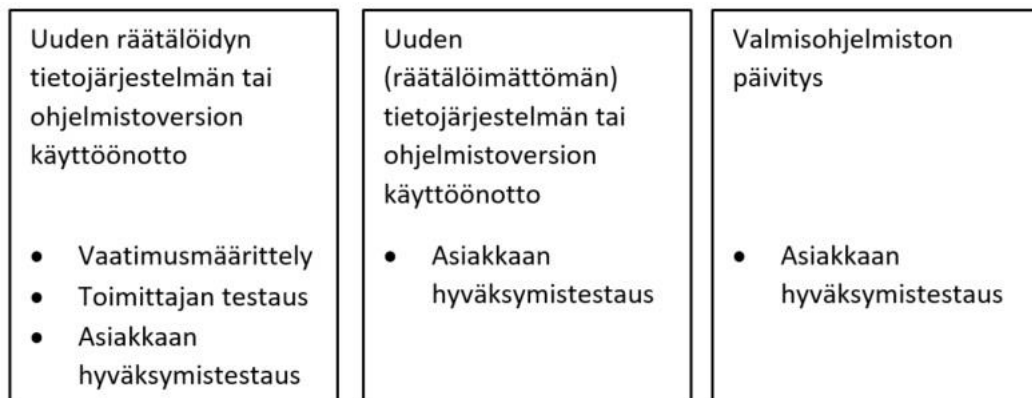 Uuden räätälöidyn
tietojärjestelmän tai
ohjelmistoversion
käyttöönotto
• Vaatimusmäärittely
• Toimittajan testaus
• Asiakkaan
hyväksymistestaus
Uuden
(räätälöimättömän)
tietojärjestelmän tai
ohjelmistoversion
käyttöönotto
• Asiakkaan
hyväksymistestaus
Valmisohjelmiston
päivitys
• Asiakkaan
hyväksymistestaus